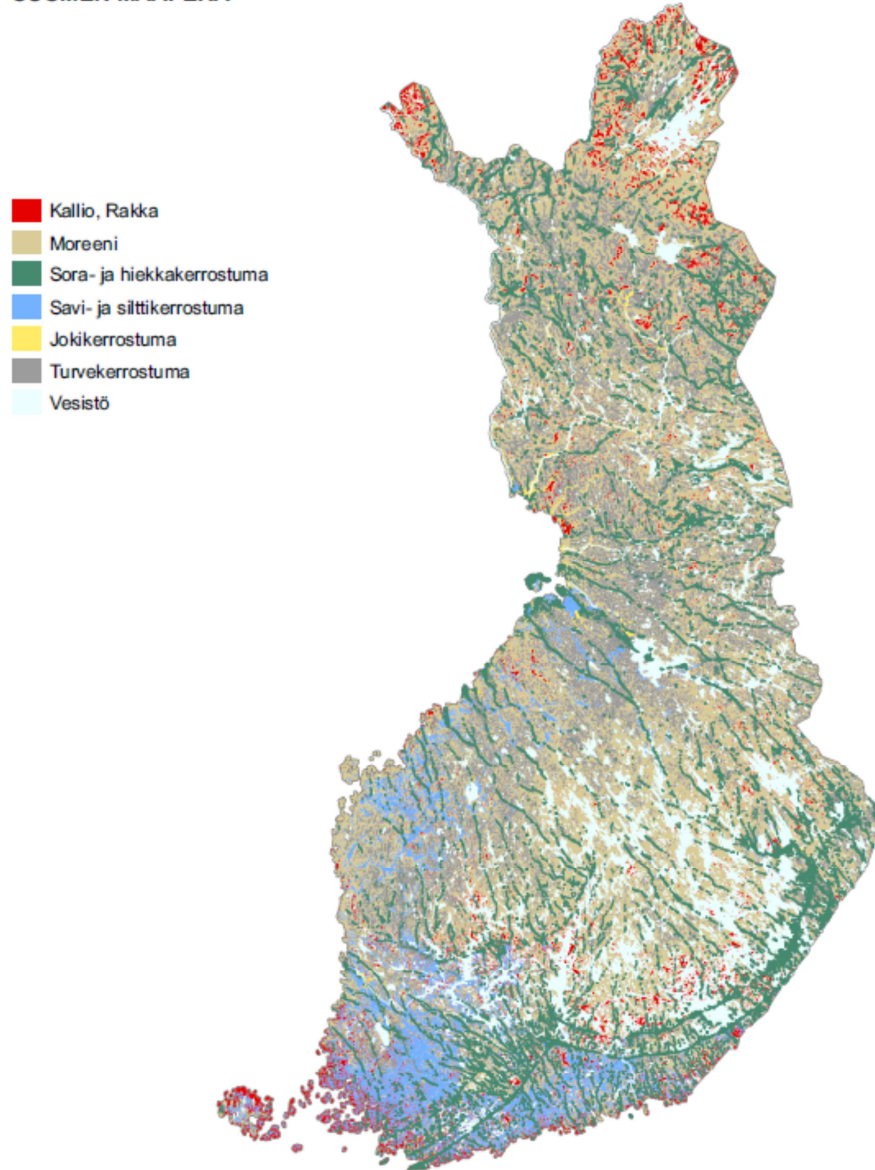 Kallio, Rakka
Moreeni
Sora- ja hiekkakerrostuma
Savi- ja silttikerrostuma
Jokikerrostuma
Turvekerrostuma
Vesistö